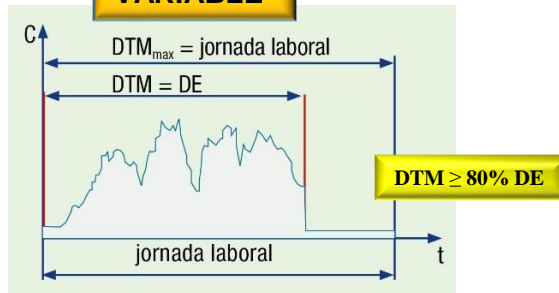 VARIABLE
C
DTMmax = jornada laboral
DTM = DE
DTM ≥ 80% DE
jornada laboral
t